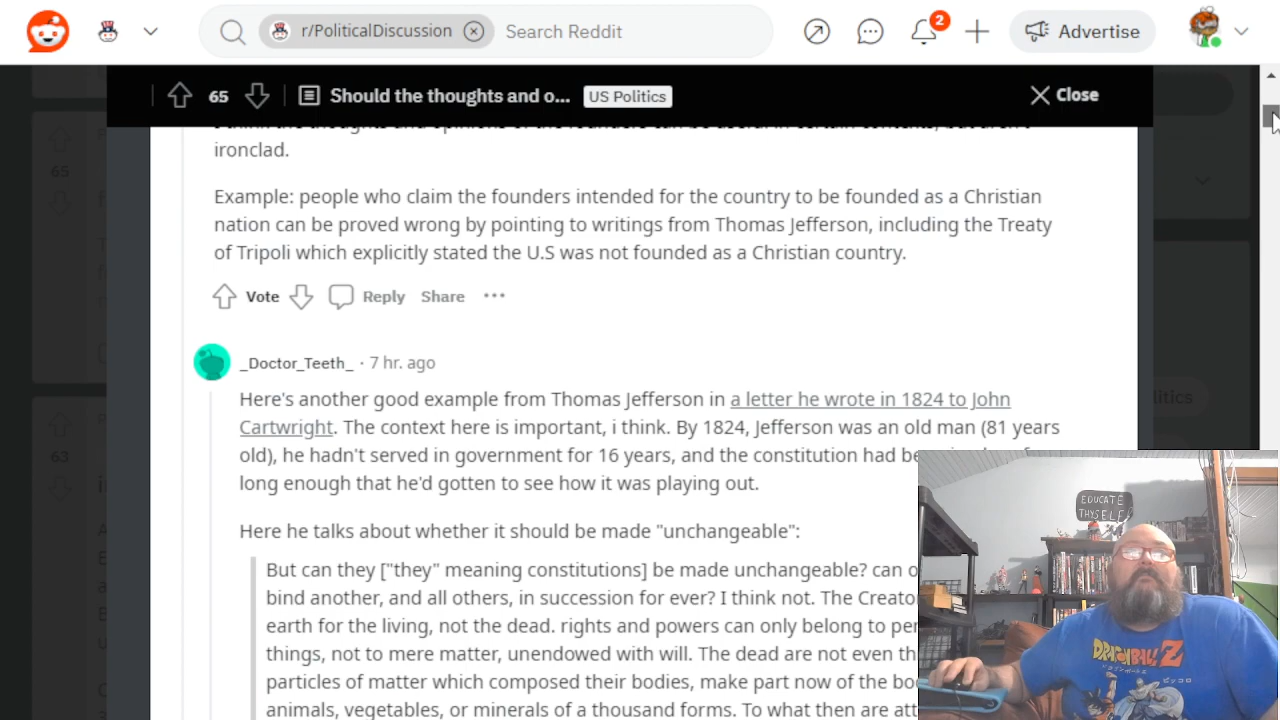 r/PoliticalDiscussion
Search Reddit
2
Advertise
65
Should the thoughts and o...
US Politics
Close
ironclad.
Example: people who claim the founders intended for the country to be founded as a Christian
nation can be proved wrong by pointing to writings from Thomas Jefferson, including the Treaty
of Tripoli which explicitly stated the U.S was not founded as a Christian country.
Vote
Reply
Share
_Doctor_Teeth_ · 7 hr. ago
Here's another good example from Thomas Jefferson in a letter he wrote in 1824 to John
Cartwright. The context here is important, i think. By 1824, Jefferson was an old man (81 years
old), he hadn't served in government for 16 years, and the constitution had
long enough that he'd gotten to see how it was playing out.
Here he talks about whether it should be made "unchangeable":
But can they ["they" meaning constitutions] be made unchangeable? can
bind another, and all others, in succession for ever? I think not. The
earth for the living, not the dead. rights and powers can only belong to
things, not to mere matter, unendowed with will. The dead are not even
particles of matter which composed their bodies, make part now of the
animals, vegetables, or minerals of a thousand forms. To what then are
65
63
EDUCATE
THYSELF
DRAGONBALL Z